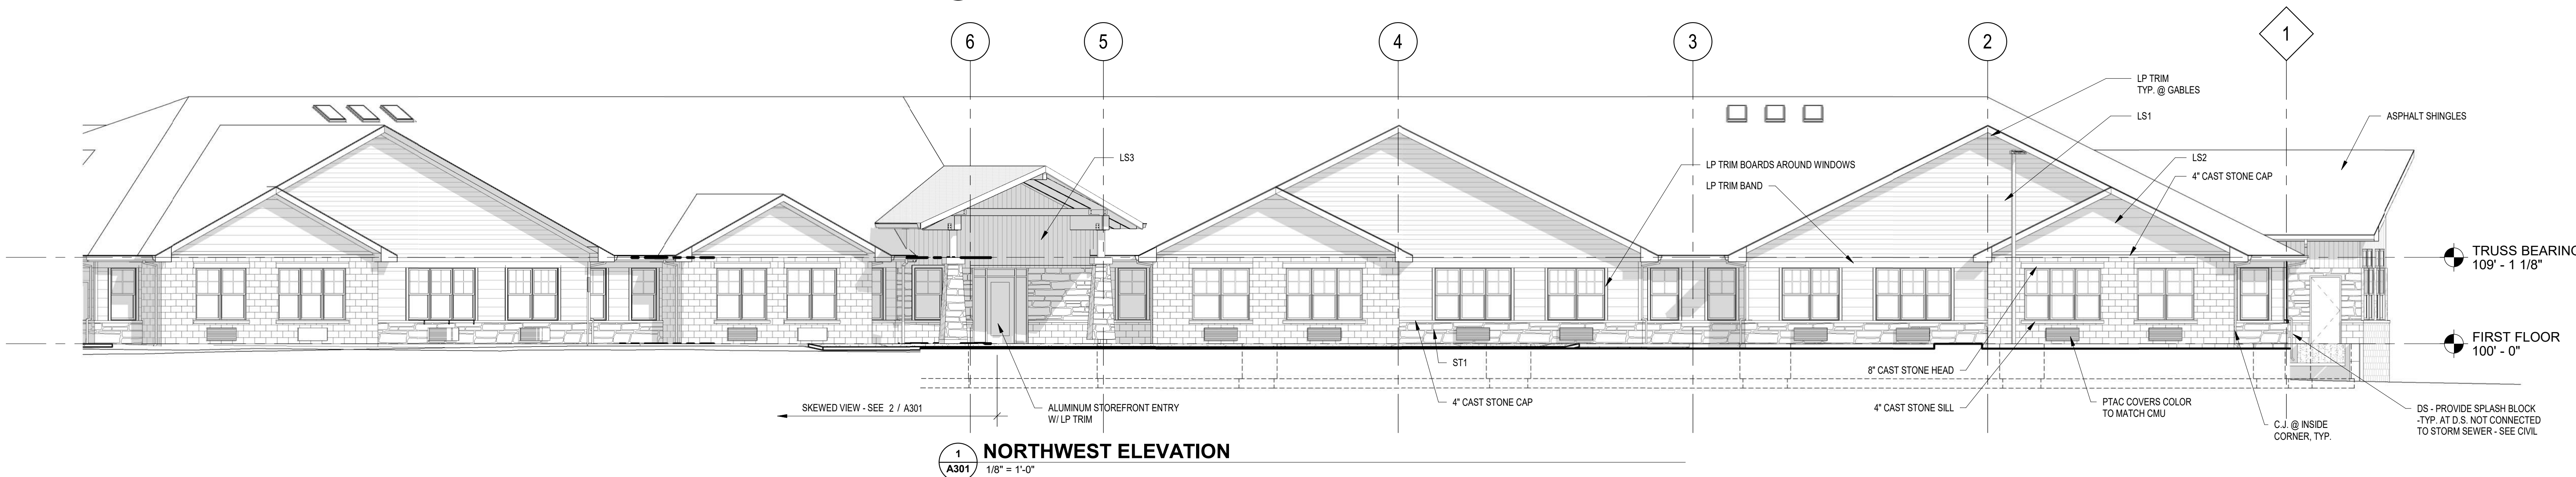 6
5
4
3
2
1
LP TRIM
TYP. @ GABLES
LS1
ASPHALT SHINGLES
LS3
LP TRIM BOARDS AROUND WINDOWS
LS2
LP TRIM BAND
4" CAST STONE CAP
TRUSS BEARING
109' - 1 1/8"
FIRST FLOOR
100' - 0"
ST1
8" CAST STONE HEAD
4" CAST STONE CAP
4" CAST STONE SILL
PTAC COVERS COLOR
TO MATCH CMU
SKEWED VIEW - SEE 2 / A301
ALUMINUM STOREFRONT ENTRY
W/ LP TRIM
C.J. @ INSIDE
CORNER, TYP.
DS - PROVIDE SPLASH BLOCK
-TYP. AT D.S. NOT CONNECTED
TO STORM SEWER - SEE CIVIL
1
A301
NORTHWEST ELEVATION
1/8" = 1'-0"